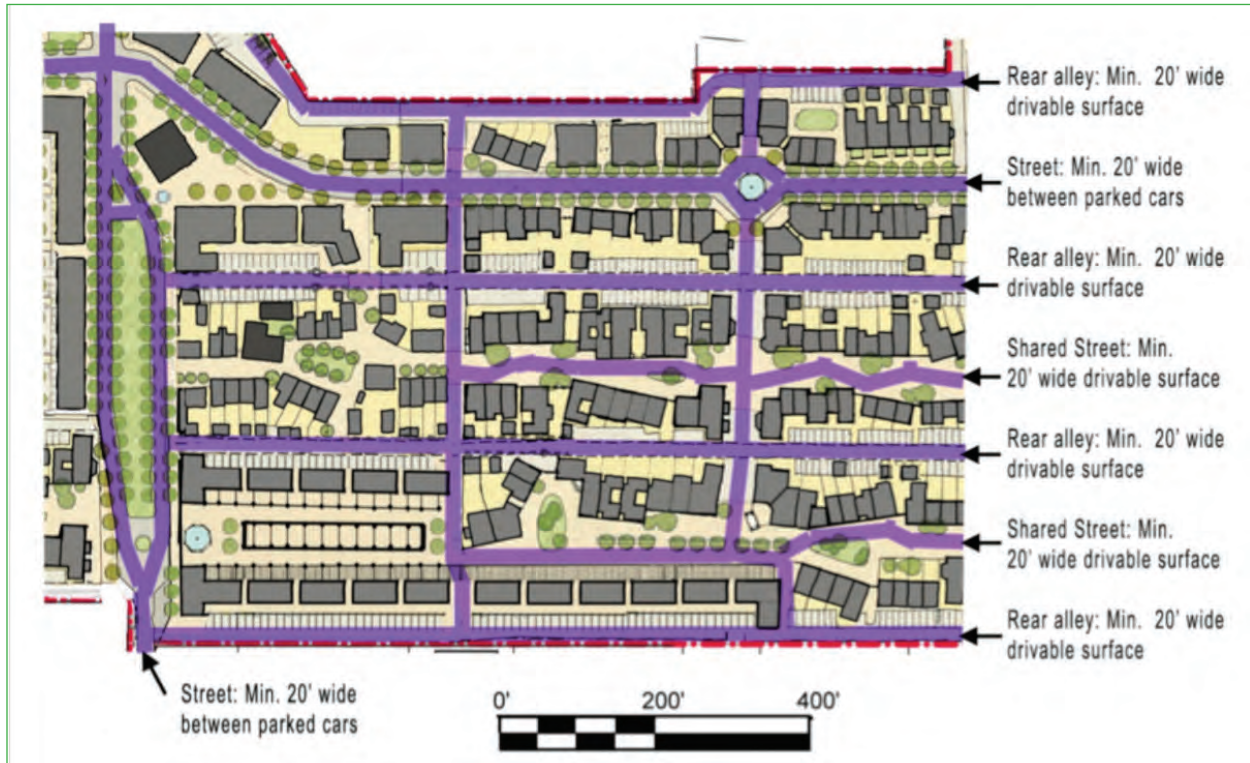 Rear alley: Min. 20' wide
drivable surface
Street: Min. 20' wide
between parked cars
Rear alley: Min. 20' wide
drivable surface
Shared Street: Min.
20' wide drivable surface
Rear alley: Min. 20' wide
drivable surface
Shared Street: Min.
20' wide drivable surface
Rear alley: Min. 20' wide
drivable surface
Street: Min. 20' wide
between parked cars
0' 200' 400'